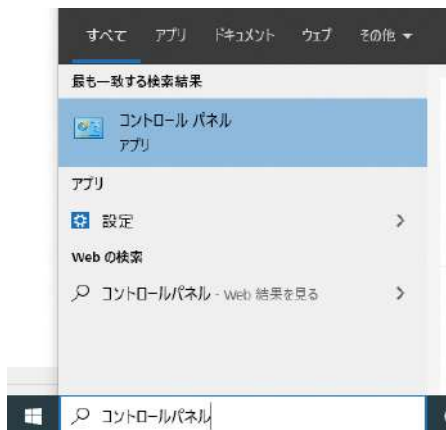 すべて アプリ ドキュメント ウェブ その他
最も一致する検索結果
コントロール パネル
アプリ
アプリ
設定
Web の検索
コントロールパネル - Web 結果を見る
コントロールパネル